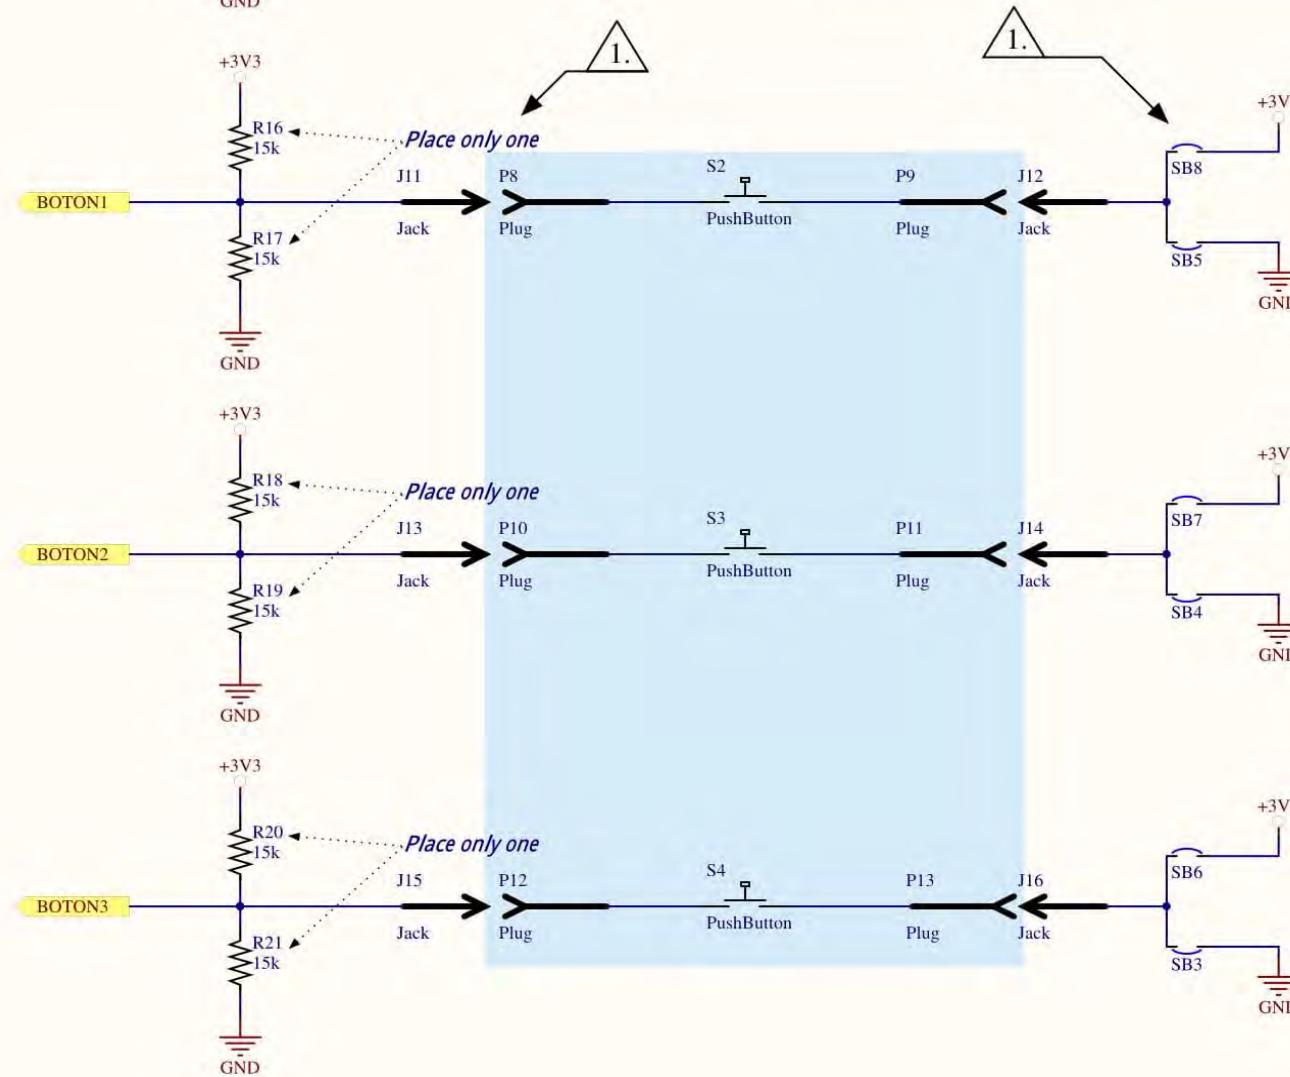 GND
1.
1.
+3V3
+3V
R16
15k
Place only one
SB8
J11
P8
S2
P9
J12
BOTON1
Jack
Plug
PushButton
Plug
Jack
R17
15k
SB5
GND
GND
+3V3
+3V
R18
15k
Place only one
SB7
J13
P10
S3
P11
J14
BOTON2
Jack
Plug
PushButton
Plug
Jack
R19
15k
SB4
GND
GND
+3V3
+3V
R20
15k
Place only one
SB6
J15
P12
S4
P13
J16
BOTON3
Jack
Plug
PushButton
Plug
Jack
R21
15k
SB3
GND
GND